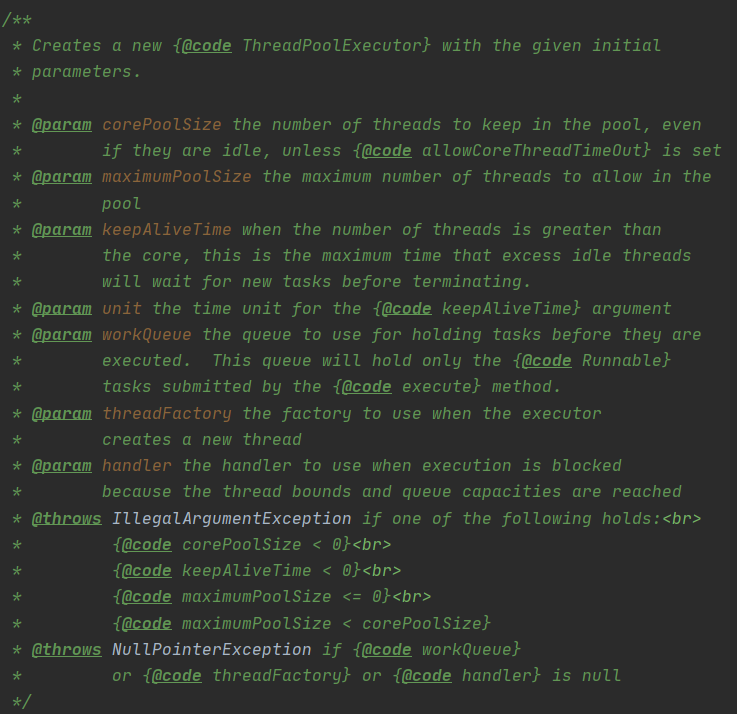 /**
 * Creates a new {@code ThreadPoolExecutor} with the given initial
 * parameters.
 *
 * @param corePoolSize the number of threads to keep in the pool, even
 *        if they are idle, unless {@code allowCoreThreadTimeOut} is set
 * @param maximumPoolSize the maximum number of threads to allow in the
 *        pool
 * @param keepAliveTime when the number of threads is greater than
 *        the core, this is the maximum time that excess idle threads
 *        will wait for new tasks before terminating.
 * @param unit the time unit for the {@code keepAliveTime} argument
 * @param workQueue the queue to use for holding tasks before they are
 *        executed.  This queue will hold only the {@code Runnable}
 *        tasks submitted by the {@code execute} method.
 * @param threadFactory the factory to use when the executor
 *        creates a new thread
 * @param handler the handler to use when execution is blocked
 *        because the thread bounds and queue capacities are reached
 * @throws IllegalArgumentException if one of the following holds:<br>
 *         {@code corePoolSize < 0}<br>
 *         {@code keepAliveTime < 0}<br>
 *         {@code maximumPoolSize <= 0}<br>
 *         {@code maximumPoolSize < corePoolSize}
 * @throws NullPointerException if {@code workQueue}
 *         or {@code threadFactory} or {@code handler} is null
 */